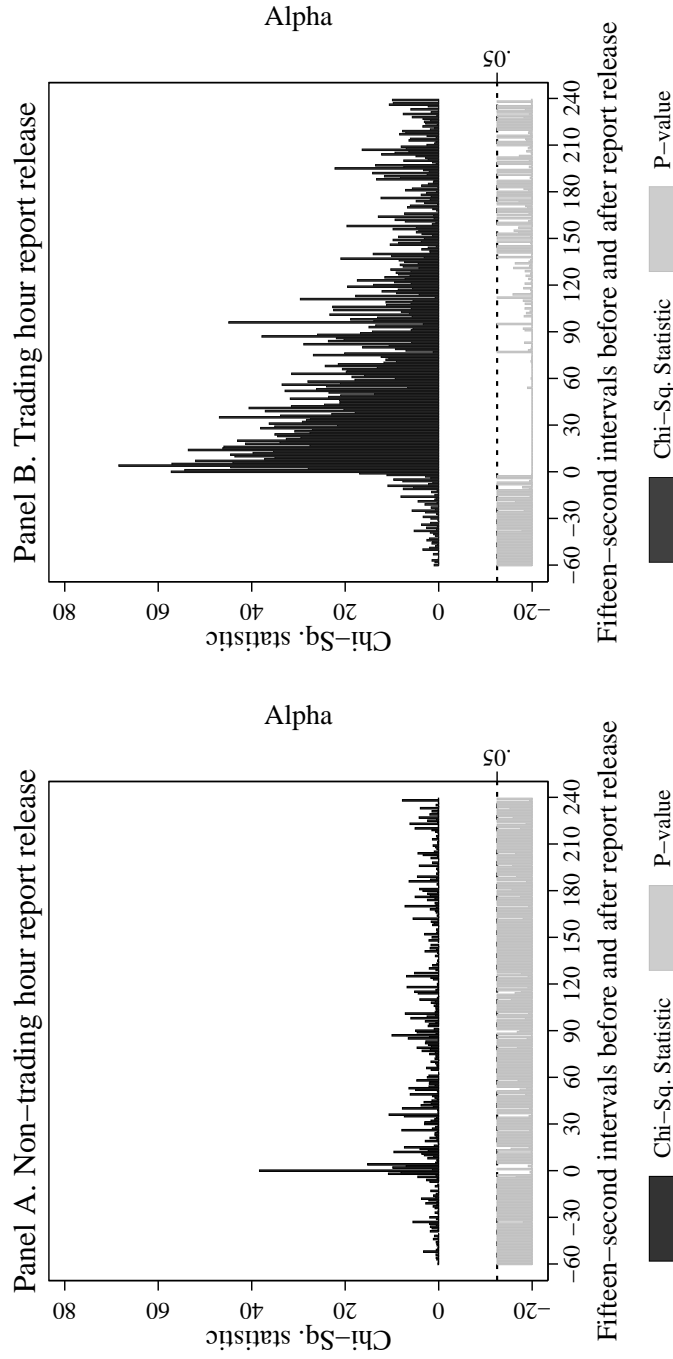 Panel A. Non−trading hour report release
80
60
40
20
0
−20
Chi−Sq. statistic
Alpha
.05
−60 −30 0 30 60 90 120 150 180 210 240
Fifteen−second intervals before and after report release
Chi−Sq. Statistic P−value
Panel B. Trading hour report release
80
60
40
20
0
−20
Chi−Sq. statistic
Alpha
.05
−60 −30 0 30 60 90 120 150 180 210 240
Fifteen−second intervals before and after report release
Chi−Sq. Statistic P−value